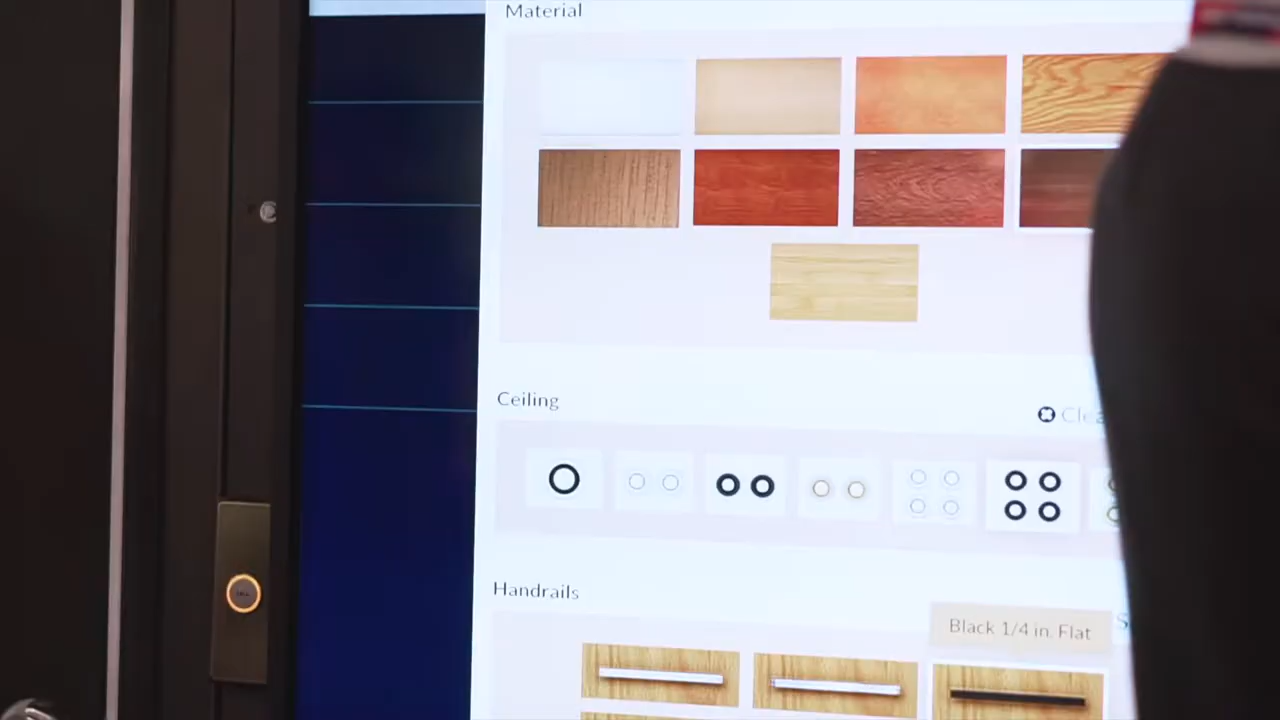 Material
Ceiling
Handrails
Black 1/4 in. Flat